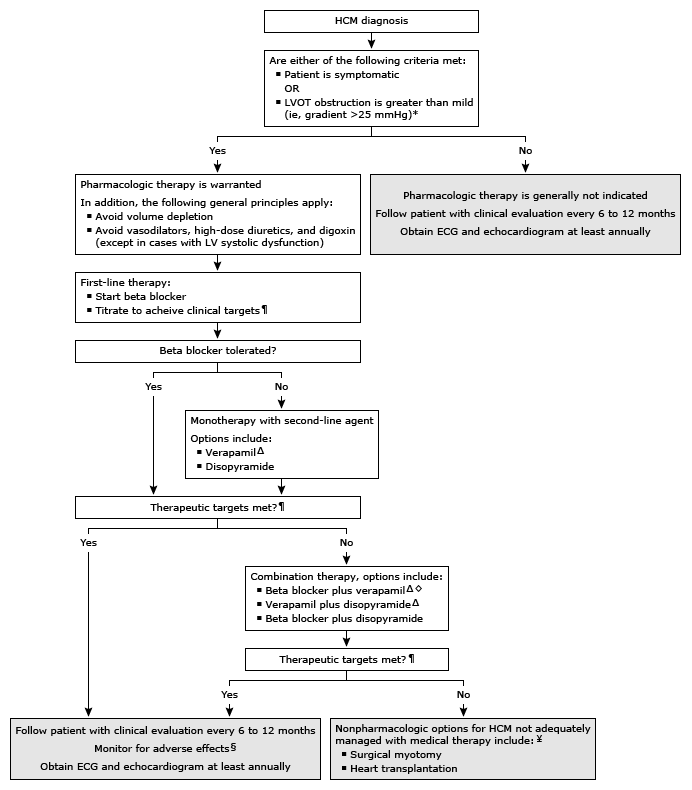 HCM diagnosis
Are either of the following criteria met:
▪ Patient is symptomatic
OR
▪ LVOT obstruction is greater than mild
(ie, gradient >25 mmHg)*
Yes
No
Pharmacologic therapy is warranted
In addition, the following general principles apply:
▪ Avoid volume depletion
▪ Avoid vasodilators, high-dose diuretics, and digoxin
(except in cases with LV systolic dysfunction)
Pharmacologic therapy is generally not indicated
Follow patient with clinical evaluation every 6 to 12 months
Obtain ECG and echocardiogram at least annually
First-line therapy:
▪ Start beta blocker
▪ Titrate to acheive clinical targets¶
Beta blocker tolerated?
Yes
No
Monotherapy with second-line agent
Options include:
▪ VerapamilΔ
▪ Disopyramide
Therapeutic targets met?¶
Yes
No
Combination therapy, options include:
▪ Beta blocker plus verapamilΔ◇
▪ Verapamil plus disopyramideΔ
▪ Beta blocker plus disopyramide
Therapeutic targets met?¶
Yes
No
Follow patient with clinical evaluation every 6 to 12 months
Monitor for adverse effects§
Obtain ECG and echocardiogram at least annually
Nonpharmacologic options for HCM not adequately
managed with medical therapy include:¥
▪ Surgical myotomy
▪ Heart transplantation